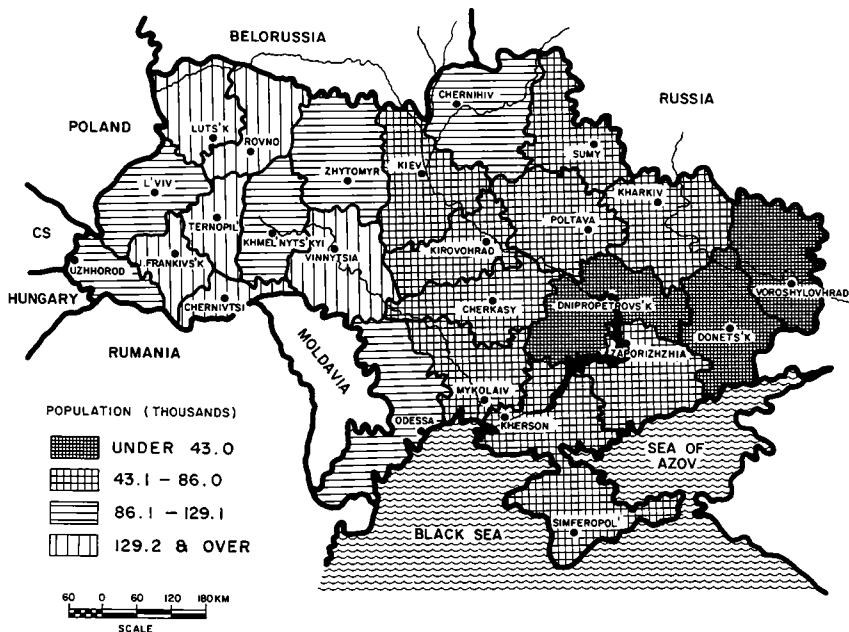 BELORUSSIA
CHERNIHIV
RUSSIA
POLAND
LUTS'K
ROVNO
KIEV
SUMY
ZHYTOMYR
KHARKIV
L'VIV
TERNOPIL'
POLTAVA
CS
KHMEL'NYTS'KYI
KIROVOHRAD
VINNYTSIA
I.FRANKIVS'K
UZHHOROD
HUNGARY
CHERNIVTSI
CHERKASY
DNIPROPETROVS'K
VOROSHYLOVHRAD
DONETS'K
RUMANIA
MOLDAVIA
ZAPORIZHZHIA
MYKOLAIV
ODESSA
KHERSON
SEA OF
AZOV
POPULATION (THOUSANDS)
UNDER 43.0
43.1 - 86.0
86.1 - 129.1
129.2 & OVER
BLACK SEA
SIMFEROPOL'
60 0 60 120 180 KM
SCALE